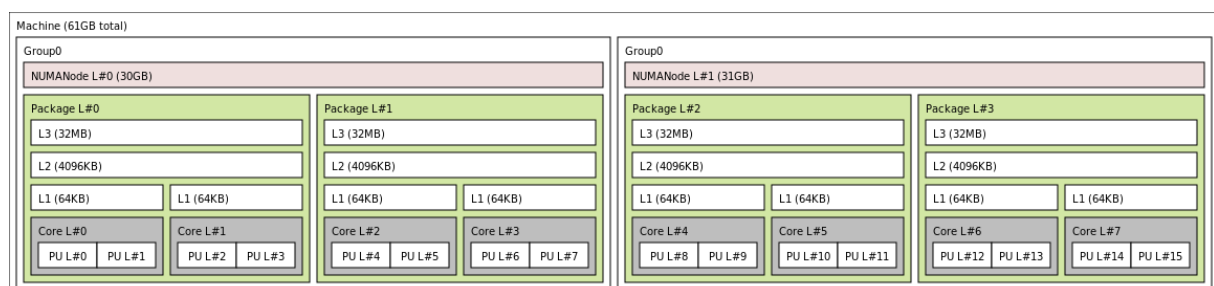 Machine (61GB total)
Group0
NUMANode L#0 (30GB)
Package L#0
L3 (32MB)
L2 (4096KB)
L1 (64KB) L1 (64KB)
Core L#0 Core L#1
PU L#0 PU L#1 PU L#2 PU L#3
Package L#1
L3 (32MB)
L2 (4096KB)
L1 (64KB) L1 (64KB)
Core L#2 Core L#3
PU L#4 PU L#5 PU L#6 PU L#7
Group0
NUMANode L#1 (31GB)
Package L#2
L3 (32MB)
L2 (4096KB)
L1 (64KB) L1 (64KB)
Core L#4 Core L#5
PU L#8 PU L#9 PU L#10 PU L#11
Package L#3
L3 (32MB)
L2 (4096KB)
L1 (64KB) L1 (64KB)
Core L#6 Core L#7
PU L#12 PU L#13 PU L#14 PU L#15